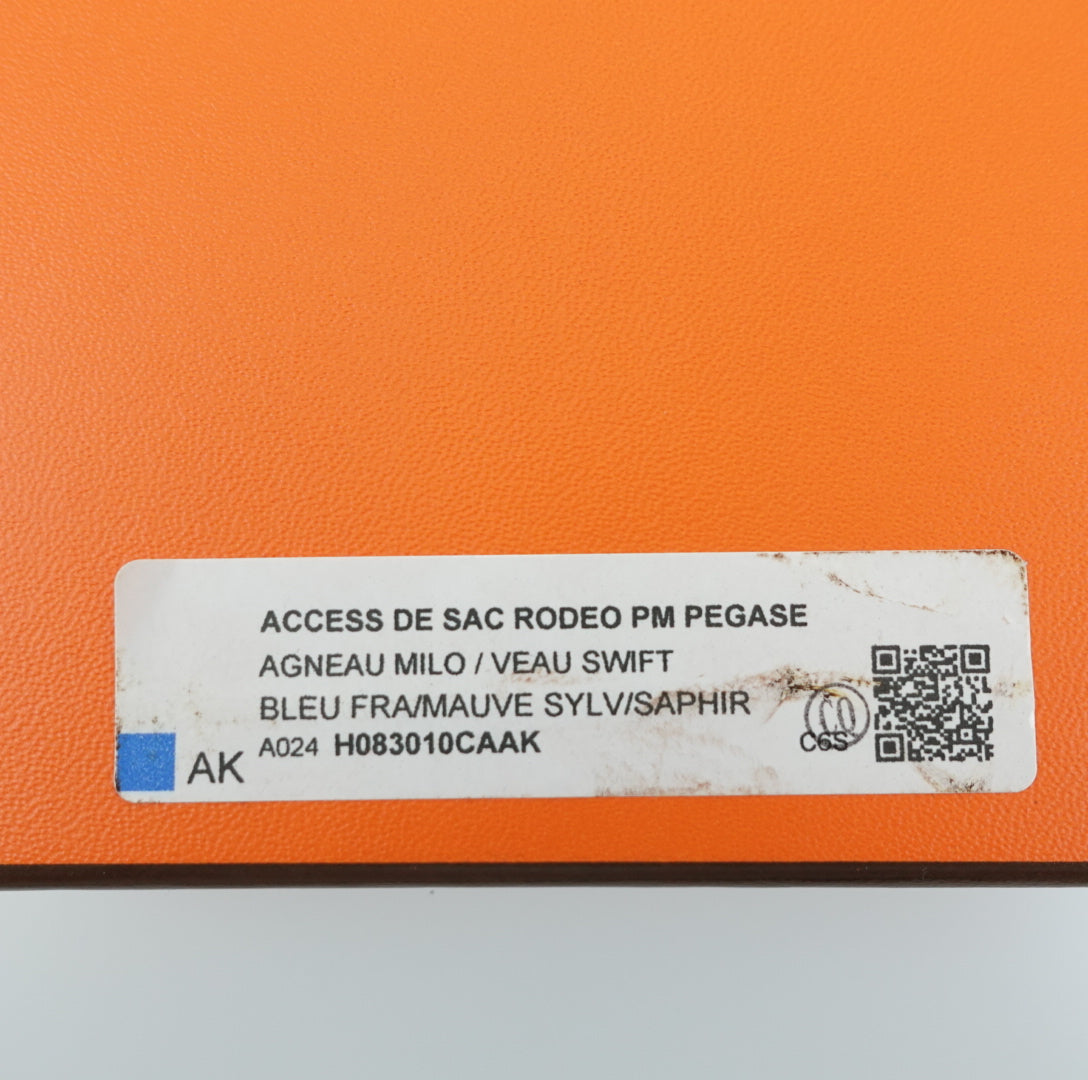 ACCESS DE SAC RODEO PM PEGASE
AGNEAU MILO / VEAU SWIFT
BLEU FRA/MAUVE SYLV/SAPHIR
CO
C6S
AK A024 H083010CAAK